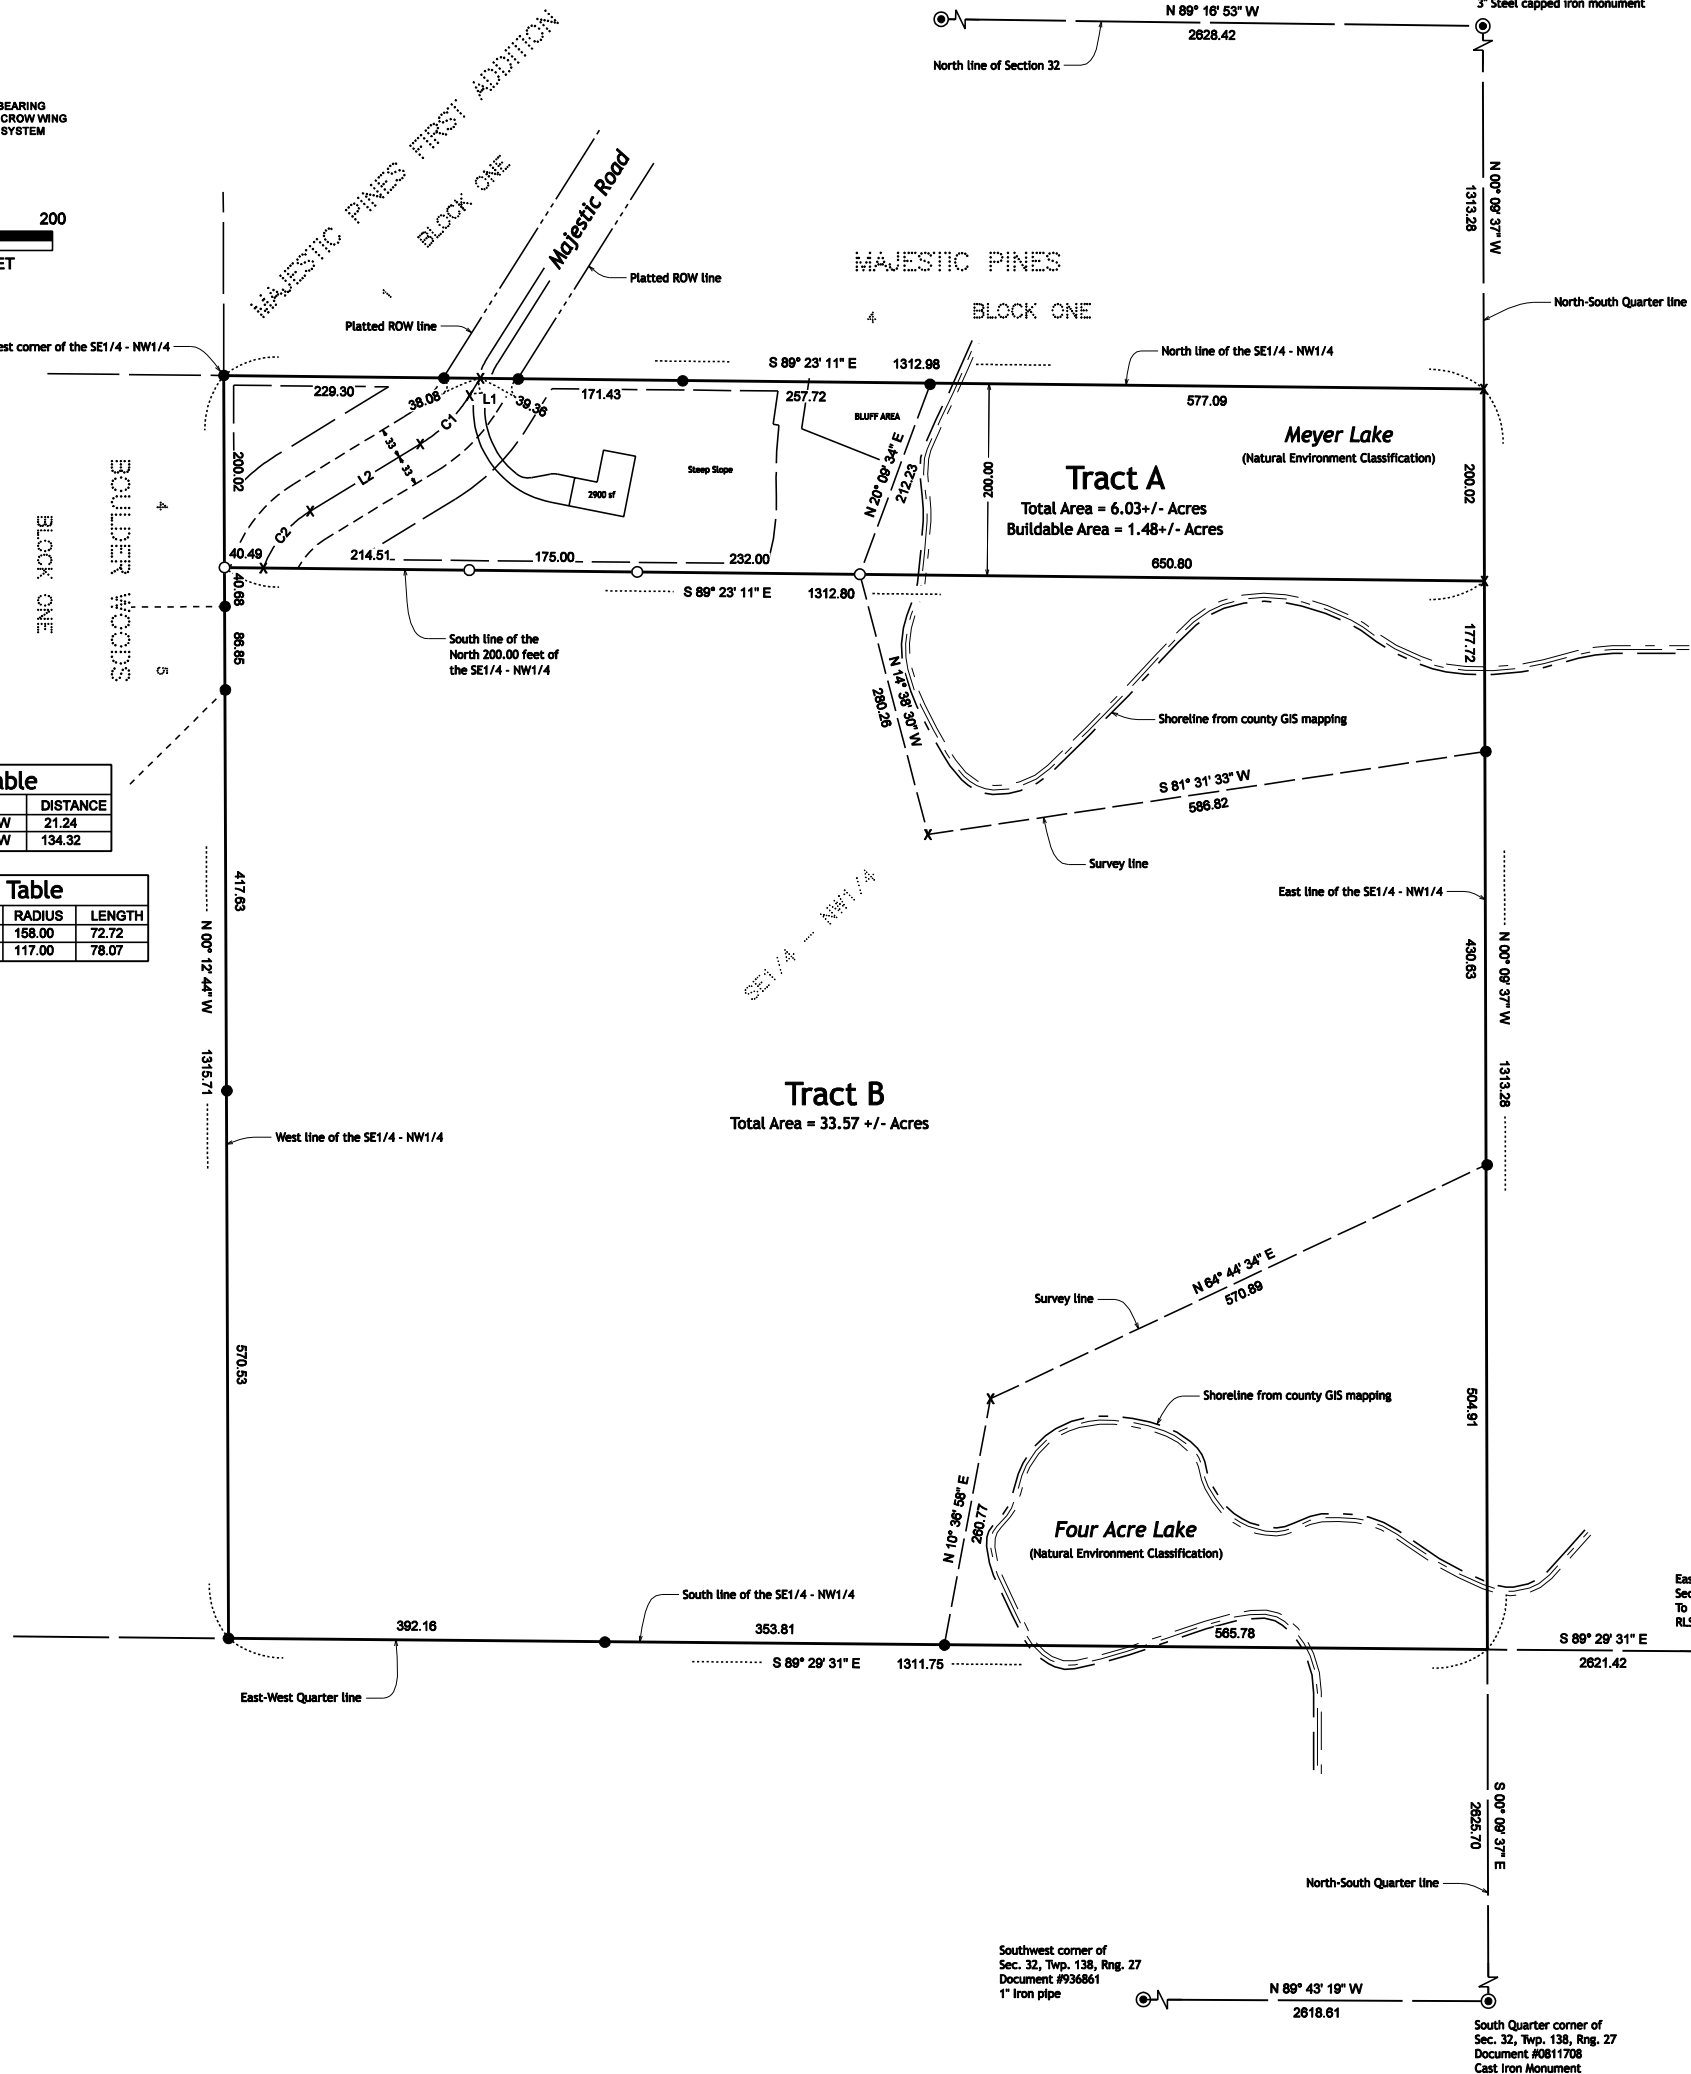 3" Steel capped iron monument
N 89° 16' 53" W
2628.42
North line of Section 32
BEARING
CROW WING
SYSTEM
200
ET
MAJESTIC PINES FIRST ADDITION
BLOCK ONE
1
Majestic Road
Platted ROW line
Platted ROW line
MAJESTIC PINES
4
BLOCK ONE
N 00° 09' 37" W
1313.28
North-South Quarter line
est corner of the SE1/4 - NW1/4
S 89° 23' 11" E
1312.98
North line of the SE1/4 - NW1/4
229.30
38.08
L1
39.36
171.43
257.72
577.09
BLUFF AREA
C1
33
33
L2
C2
200.02
Steep Slope
2900 sf
N 20° 09' 34" E
212.23
200.00
Meyer Lake
(Natural Environment Classification)
Tract A
Total Area = 6.03+/- Acres
Buildable Area = 1.48+/- Acres
200.02
BOULDER WOODS
BLOCK ONE
4
5
40.49
214.51
175.00
232.00
650.80
S 89° 23' 11" E
1312.80
40.68
86.85
South line of the
North 200.00 feet of
the SE1/4 - NW1/4
N 14° 38' 30" W
280.26
177.72
Shoreline from county GIS mapping
S 81° 31' 33" W
586.82
Survey line
able
DISTANCE
W 21.24
W 134.32
Table
RADIUS LENGTH
158.00 72.72
117.00 78.07
417.63
N 00° 12' 44" W
1315.71
SE1/4 - NW1/4
East line of the SE1/4 - NW1/4
430.63
N 00° 09' 37" W
1313.28
Tract B
Total Area = 33.57 +/- Acres
West line of the SE1/4 - NW1/4
N 64° 44' 34" E
570.89
Survey line
570.53
Shoreline from county GIS mapping
504.91
N 10° 36' 58" E
260.77
Four Acre Lake
(Natural Environment Classification)
South line of the SE1/4 - NW1/4
392.16
353.81
565.78
S 89° 29' 31" E
1311.75
East-West Quarter line
Eas
Sec
To
RLS
S 89° 29' 31" E
2621.42
S 00° 09' 37" E
2625.70
North-South Quarter line
Southwest corner of
Sec. 32, Twp. 138, Rng. 27
Document #936861
1" Iron pipe
N 89° 43' 19" W
2618.61
South Quarter corner of
Sec. 32, Twp. 138, Rng. 27
Document #0811708
Cast Iron Monument